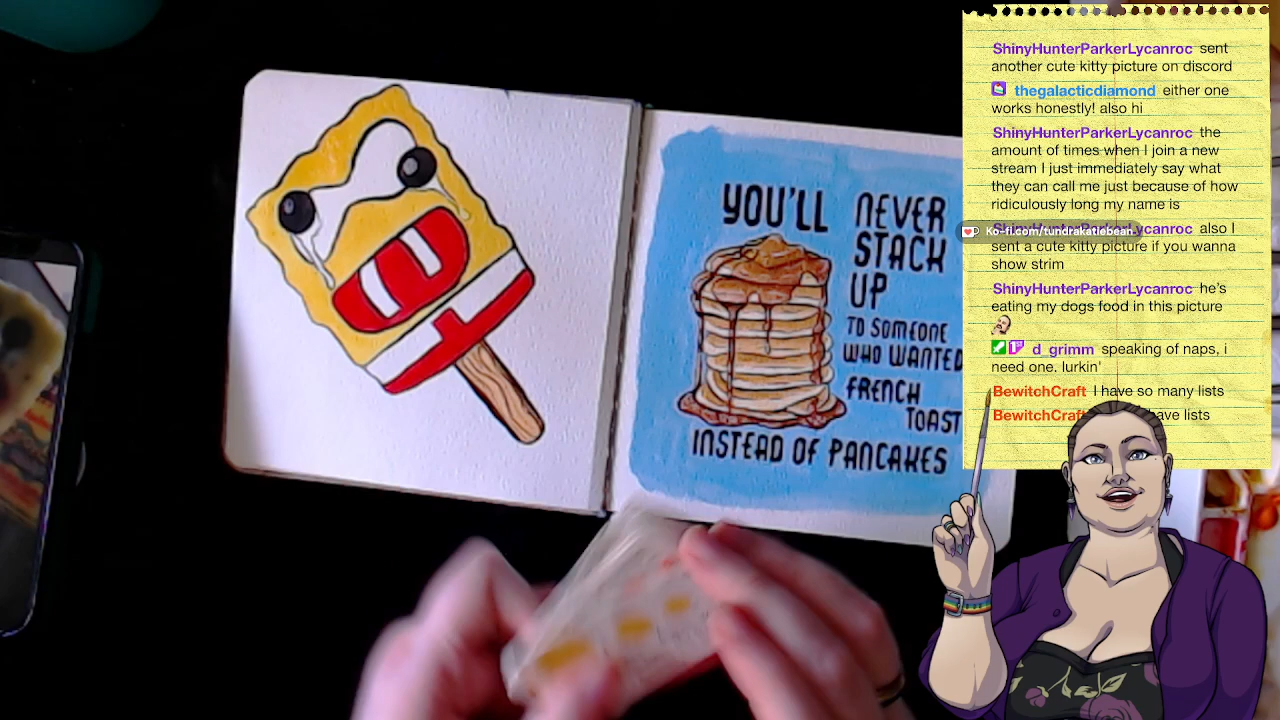 YOU'LL NEVER
STACK
UP
TO SOMEONE
WHO WANTED
FRENCH
TOAST
INSTEAD OF PANCAKES
ShinyHunterParkerLycanroc sent
another cute kitty picture on discord
thegalacticdiamond either one
works honestly! also hi
ShinyHunterParkerLycanroc the
amount of times when I join a new
stream I just immediately say what
they can call me just because of how
ridiculously long my name is
Ko-fi.com/tundrakatiebean
ShinyHunterParkerLycanroc also I
sent a cute kitty picture if you wanna
show strim
ShinyHunterParkerLycanroc he's
eating my dogs food in this picture
d_grimm speaking of naps, i
need one. lurkin'
BewitchCraft I have so many lists
BewitchCraft lists